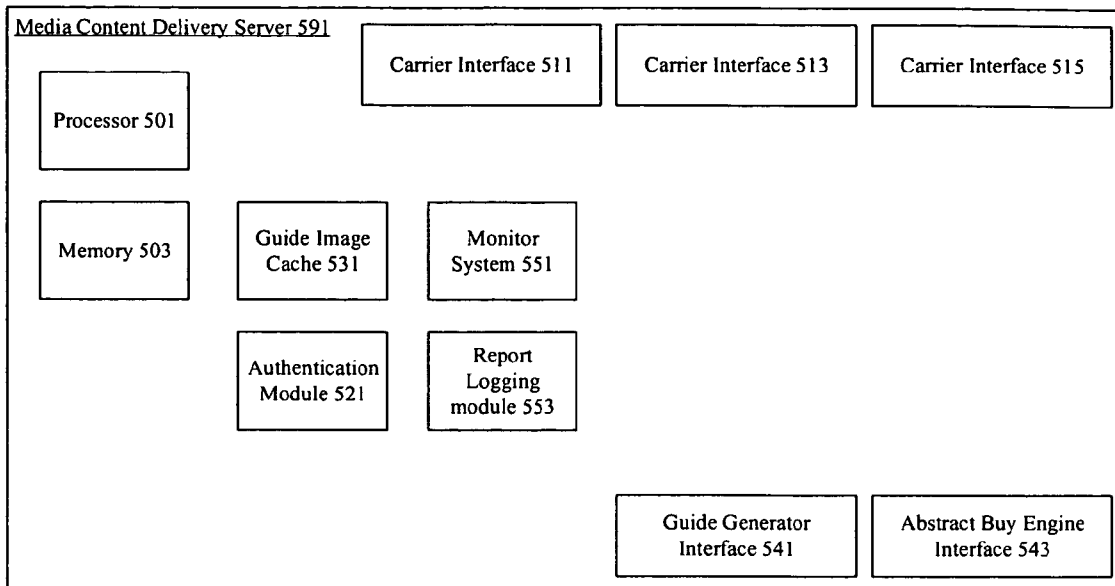 Media Content Delivery Server 591
Carrier Interface 511
Carrier Interface 513
Carrier Interface 515
Processor 501
Memory 503
Guide Image
Cache 531
Monitor
System 551
Authentication
Module 521
Report
Logging
module 553
Guide Generator
Interface 541
Abstract Buy Engine
Interface 543